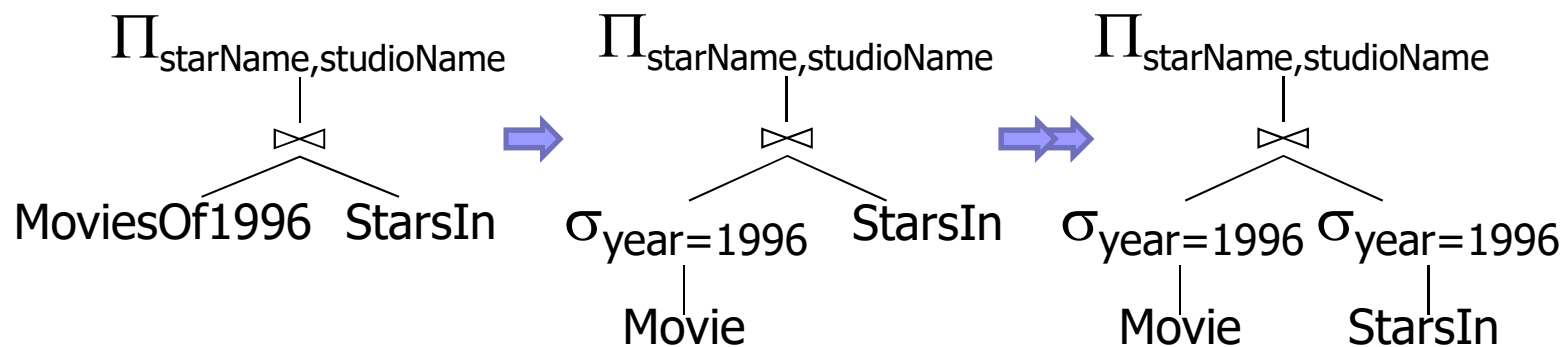 Π starName,studioName Π starName,studioName Π starName,studioName
⋈ ⋈ ⋈
MoviesOf1996 StarsIn σ year=1996 StarsIn σ year=1996 σ year=1996
Movie Movie StarsIn